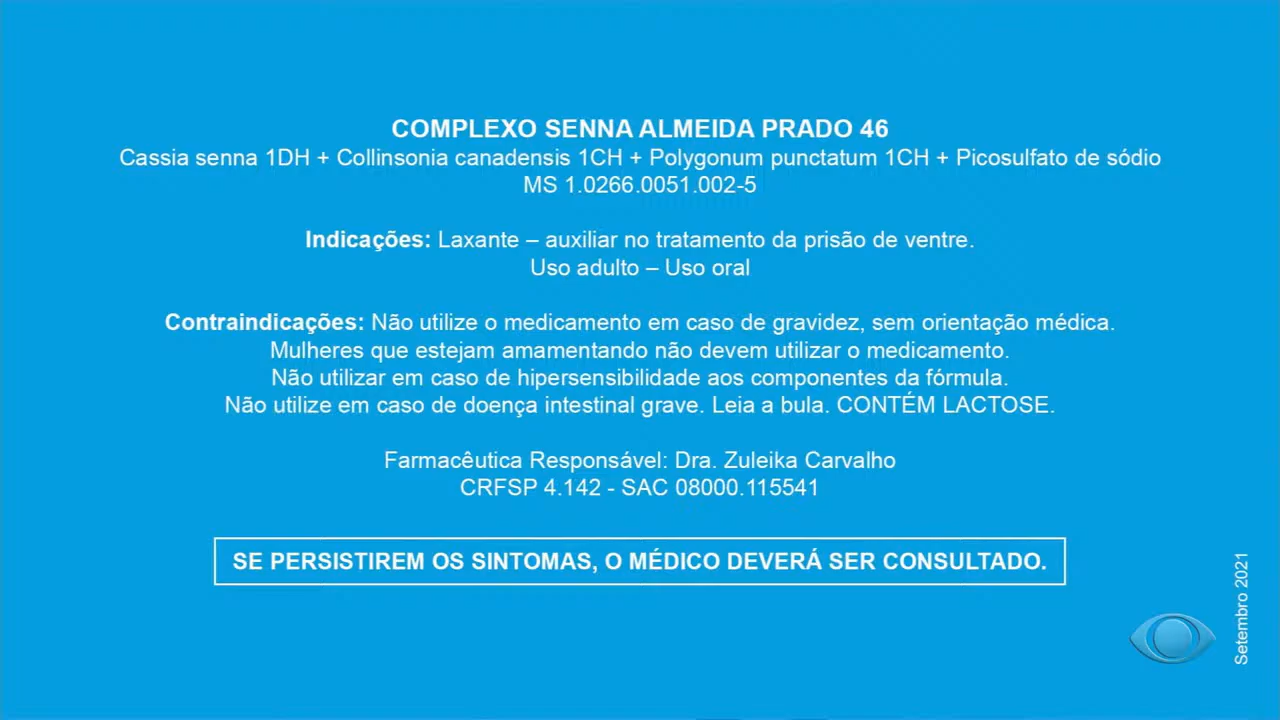 COMPLEXO SENNA ALMEIDA PRADO 46
Cassia senna 1DH + Collinsonia canadensis 1CH + Polygonum punctatum 1CH + Picosulfato de sódio
MS 1.0266.0051.002-5
Indicações: Laxante – auxiliar no tratamento da prisão de ventre.
Uso adulto – Uso oral
Contraindicações: Não utilize o medicamento em caso de gravidez, sem orientação médica.
Mulheres que estejam amamentando não devem utilizar o medicamento.
Não utilizar em caso de hipersensibilidade aos componentes da fórmula.
Não utilize em caso de doença intestinal grave. Leia a bula. CONTÉM LACTOSE.
Farmacêutica Responsável: Dra. Zuleika Carvalho
CRFSP 4.142 - SAC 08000.115541
SE PERSISTIREM OS SINTOMAS, O MÉDICO DEVERÁ SER CONSULTADO.
Setembro 2021